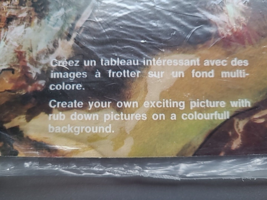 Créez un tableau intéressant avec des
images à frotter sur un fond multi-
colore.
Create your own exciting picture with
rub down pictures on a colourfull
background.